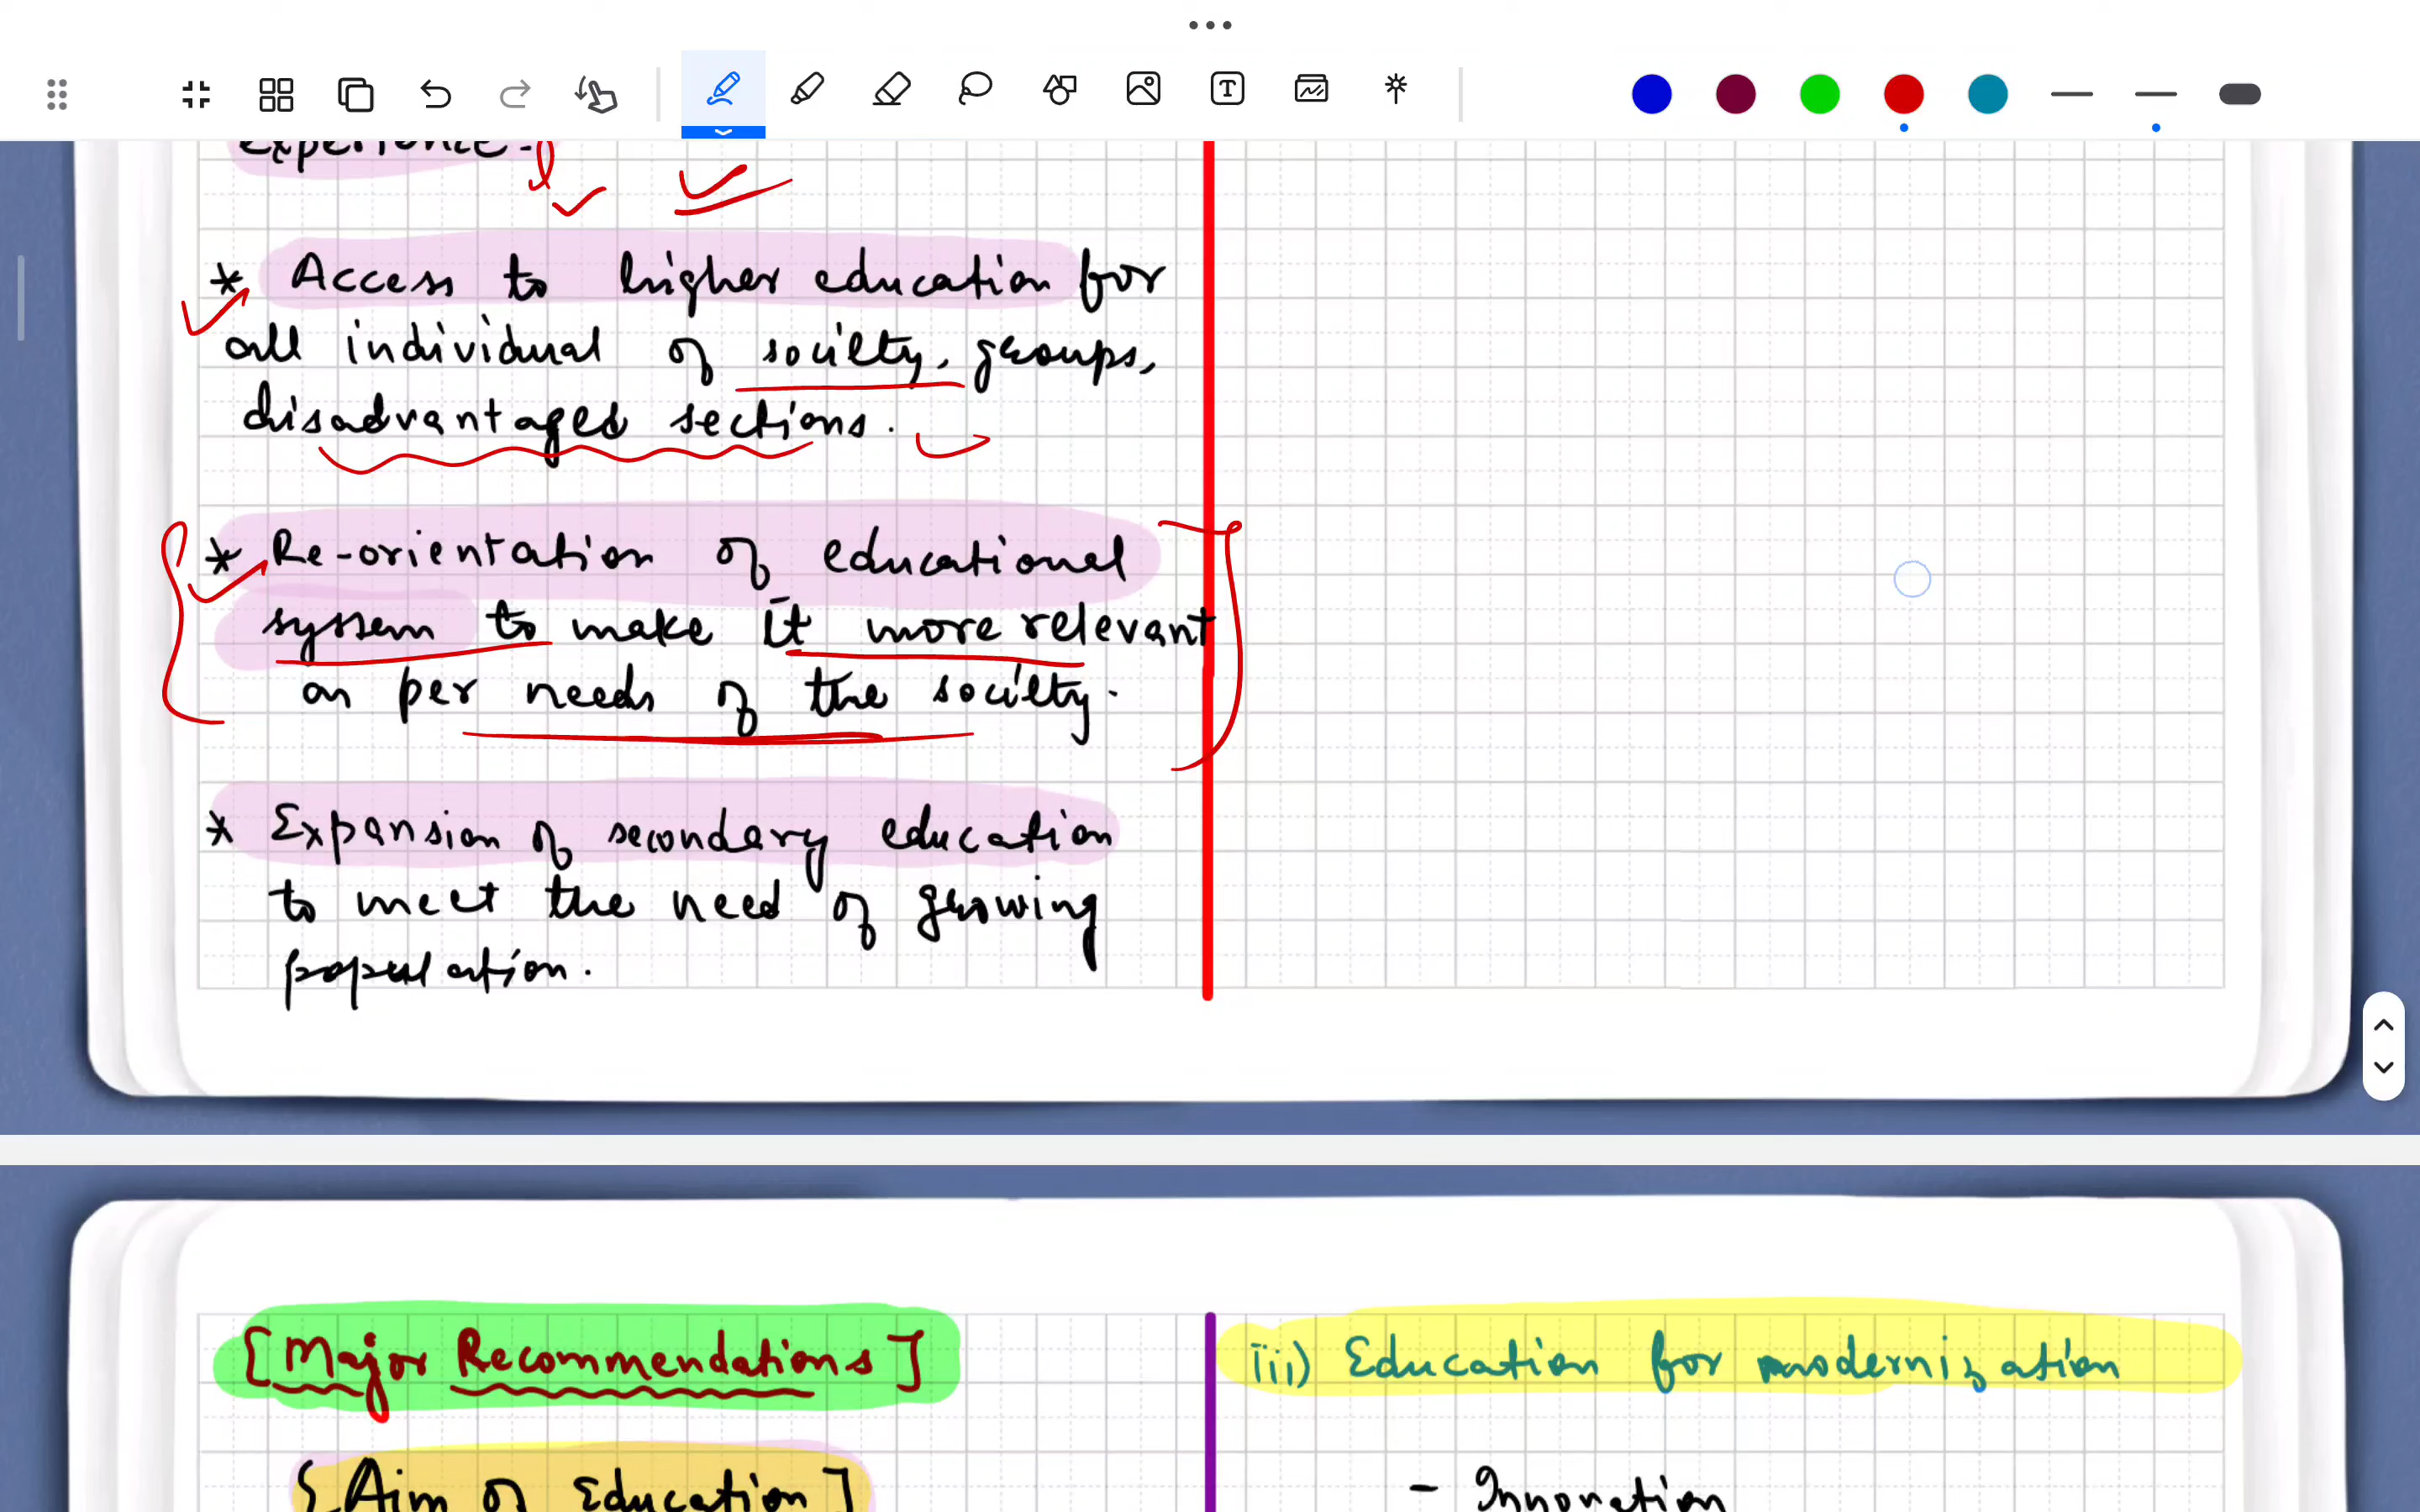 experience.
* Access to higher education for
all individual of society, groups,
disadvantaged sections.
* Re-orientation of educational
system to make it more relevant
as per needs of the society.
* Expansion of secondary education
to meet the need of growing
population.
[Major Recommendations]
{Aim of Education]
iii) Education for modernization
- Innovation